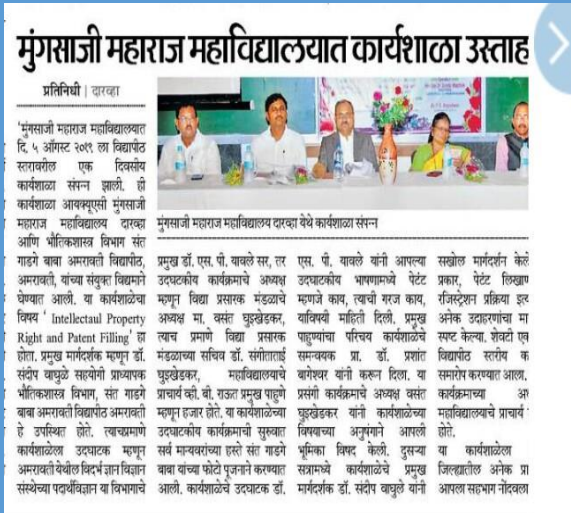 मुंगसाजी महाराज महाविद्यालयात कार्यशाळा उस्ताह
प्रतिनिधी | दारव्हा
'मुंगसाजी महाराज महाविद्यालयात
दि. ५ ऑगस्ट २०१९ ला विद्यापीठ
स्तरावरील एक दिवसीय
कार्यशाळा संपन्न झाली. ही
कार्यशाळा आयक्यूएसी मुंगसाजी
महाराज महाविद्यालय दारव्हा
आणि भौतिकशास्त्र विभाग संत
गाडगे बाबा अमरावती विद्यापीठ,
अमरावती, यांच्या संयुक्त विद्यमाने
घेण्यात आली. या कार्यशाळेचा
विषय ' Intellectaul Property
Right and Patent Filling' हा
होता. प्रमुख मार्गदर्शक म्हणून डॉ.
संदीप वाघुळे सहयोगी प्राध्यापक
भौतिकशास्त्र विभाग, संत गाडगे
बाबा अमरावती विद्यापीठ अमरावती
हे उपस्थित होते. त्याचप्रमाणे
कार्यशाळेला उदघाटक म्हणून
अमरावती येथील विदर्भ ज्ञान विज्ञान
संस्थेच्या पदार्थविज्ञान या विभागाचे
मुंगसाजी महाराज महाविद्यालय दारव्हा येथे कार्यशाळा संपन्न
प्रमुख डॉ. एस. पी. यावले सर, तर
उदघटकीय कार्यक्रमाचे अध्यक्ष
म्हणून विद्या प्रसारक मंडळाचे
अध्यक्ष मा. वसंत घुइखेडकर,
त्याच प्रमाणे विद्या प्रसारक
मंडळाच्या सचिव डॉ. संगीताताई
घुइखेडकर, महाविद्यालयाचे
प्राचार्य व्ही. बी. राऊत प्रमुख पाहुणे
म्हणून हजार होते. या कार्यशाळेच्या
उदघटकीय कार्यक्रमाची सुरुवात
सर्व मान्यवरांच्या हस्ते संत गाडगे
बाबा यांच्या फोटो पूजनाने करण्यात
आली. कार्यशाळेचे उदघाटक डॉ.
एस. पी. यावले यांनी आपल्या
उदघाटकीय भाषणामध्ये पेटंट
म्हणजे काय, त्याची गरज काय,
याविषयी माहिती दिली. प्रमुख
पाहुण्यांचा परिचय कार्यशाळेचे
समन्वयक प्रा. डॉ. प्रशांत
बागेश्वर यांनी करून दिला. या
प्रसंगी कार्यक्रमाचे अध्यक्ष वसंत
घुइखेडकर यांनी कार्यशाळेच्या
विषयाच्या अनुषंगाने आपली
भूमिका विषद केली. दुसऱ्या
सत्रामध्ये कार्यशाळेचे प्रमुख
मार्गदर्शक डॉ. संदीप वाघुले यांनी
सखोल मार्गदर्शन केले
प्रकार, पेटंट लिखाण
रजिस्ट्रेशन प्रक्रिया इत्य
अनेक उदाहरणांचा मा
स्पष्ट केल्या. शेवटी एव
विद्यापीठ स्तरीय क
समारोप करण्यात आला.
कार्यक्रमाच्या अ
महाविद्यालयाचे प्राचार्य
होते.
या कार्यशाळेला
जिल्ह्यातील अनेक प्रा
आपला सहभाग नोंदवला